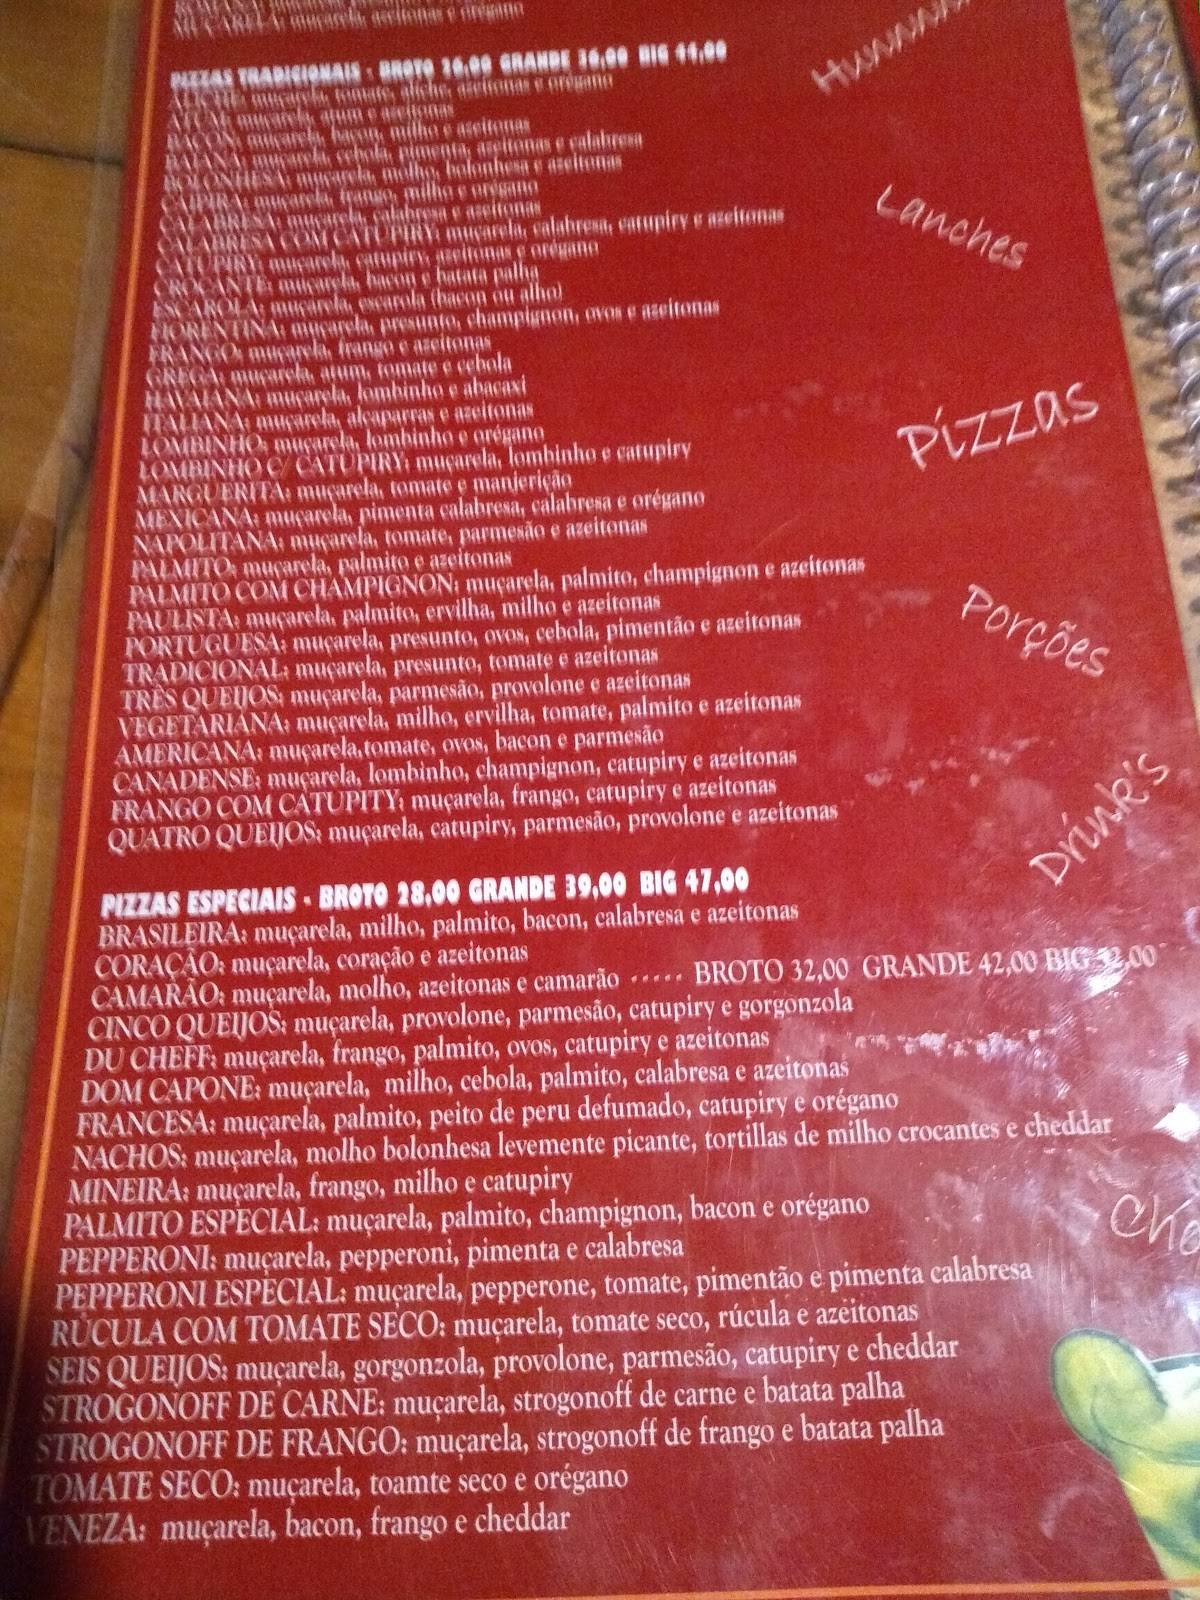 muçarela, azeitonas e orégano
PIZZAS TRADICIONAIS - BROTO 26,00 GRANDE 36,00 BIG 44,00
ALICHE: muçarela, tomate, aliche, azeitonas e orégano
ATUM: muçarela, atum e azeitonas
BACON: muçarela, bacon, milho e azeitonas
BAIANA: muçarela, cebola, pimenta, azeitonas e calabresa
BOLONHESA: muçarela, molho, bolonhesa e azeitonas
CAIPIRA: muçarela, frango, milho e orégano
CALABRESA: muçarela, calabresa e azeitonas
CALABRESA COM CATUPIRY: muçarela, calabresa, catupiry e azeitonas
CATUPIRY: muçarela, catupiry, azeitonas e orégano
CROCANTE: muçarela, bacon e batata palha
ESCAROLA: muçarela, escarola (bacon ou alho)
FIORENTINA: muçarela, presunto, champignon, ovos e azeitonas
FRANGO: muçarela, frango e azeitonas
GREGA: muçarela, atum, tomate e cebola
HAVAIANA: muçarela, lombinho e abacaxi
ITALIANA: muçarela, alcaparras e azeitonas
LOMBINHO: muçarela, lombinho e orégano
LOMBINHO C/ CATUPIRY: muçarela, lombinho e catupiry
MARGUERITA: muçarela, tomate e manjerição
MEXICANA: muçarela, pimenta calabresa, calabresa e orégano
NAPOLITANA: muçarela, tomate, parmesão e azeitonas
PALMITO: muçarela, palmito e azeitonas
PALMITO COM CHAMPIGNON: muçarela, palmito, champignon e azeitonas
PAULISTA: muçarela, palmito, ervilha, milho e azeitonas
PORTUGUESA: muçarela, presunto, ovos, cebola, pimentão e azeitonas
TRADICIONAL: muçarela, presunto, tomate e azeitonas
TRÊS QUEIJOS: muçarela, parmesão, provolone e azeitonas
VEGETARIANA: muçarela, milho, ervilha, tomate, palmito e azeitonas
AMERICANA: muçarela,tomate, ovos, bacon e parmesão
CANADENSE: muçarela, lombinho, champignon, catupiry e azeitonas
FRANGO COM CATUPITY: muçarela, frango, catupiry e azeitonas
QUATRO QUEIJOS: muçarela, catupiry, parmesão, provolone e azeitonas
PIZZAS ESPECIAIS - BROTO 28,00 GRANDE 39,00 BIG 47,00
BRASILEIRA: muçarela, milho, palmito, bacon, calabresa e azeitonas
CORAÇÃO: muçarela, coração e azeitonas
CAMARÃO: muçarela, molho, azeitonas e camarão ----- BROTO 32,00 GRANDE 42,00 BIG
CINCO QUEIJOS: muçarela, provolone, parmesão, catupiry e gorgonzola
DU CHEFF: muçarela, frango, palmito, ovos, catupiry e azeitonas
DOM CAPONE: muçarela, milho, cebola, palmito, calabresa e azeitonas
FRANCESA: muçarela, palmito, peito de peru defumado, catupiry e orégano
NACHOS: muçarela, molho bolonhesa levemente picante, tortillas de milho crocantes e cheddar
MINEIRA: muçarela, frango, milho e catupiry
PALMITO ESPECIAL: muçarela, palmito, champignon, bacon e orégano
PEPPERONI: muçarela, pepperoni, pimenta e calabresa
PEPPERONI ESPECIAL: muçarela, pepperone, tomate, pimentão e pimenta calabresa
RÚCULA COM TOMATE SECO: muçarela, tomate seco, rúcula e azeitonas
SEIS QUEIJOS: muçarela, gorgonzola, provolone, parmesão, catupiry e cheddar
STROGONOFF DE CARNE: muçarela, strogonoff de carne e batata palha
STROGONOFF DE FRANGO: muçarela, strogonoff de frango e batata palha
TOMATE SECO: muçarela, toamte seco e orégano
VENEZA: muçarela, bacon, frango e cheddar
Lanches
Pizzas
Porções
Drink's